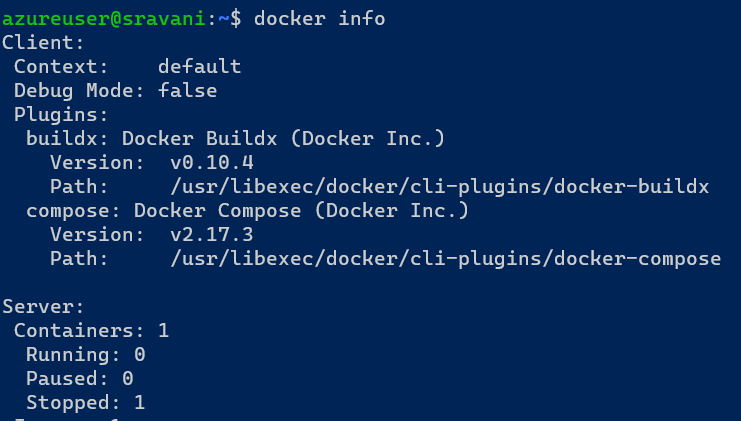 azureuser@sravani:~$ docker info
Client:
 Context:    default
 Debug Mode: false
 Plugins:
  buildx: Docker Buildx (Docker Inc.)
    Version:  v0.10.4
    Path:     /usr/libexec/docker/cli-plugins/docker-buildx
  compose: Docker Compose (Docker Inc.)
    Version:  v2.17.3
    Path:     /usr/libexec/docker/cli-plugins/docker-compose

Server:
 Containers: 1
  Running: 0
  Paused: 0
  Stopped: 1